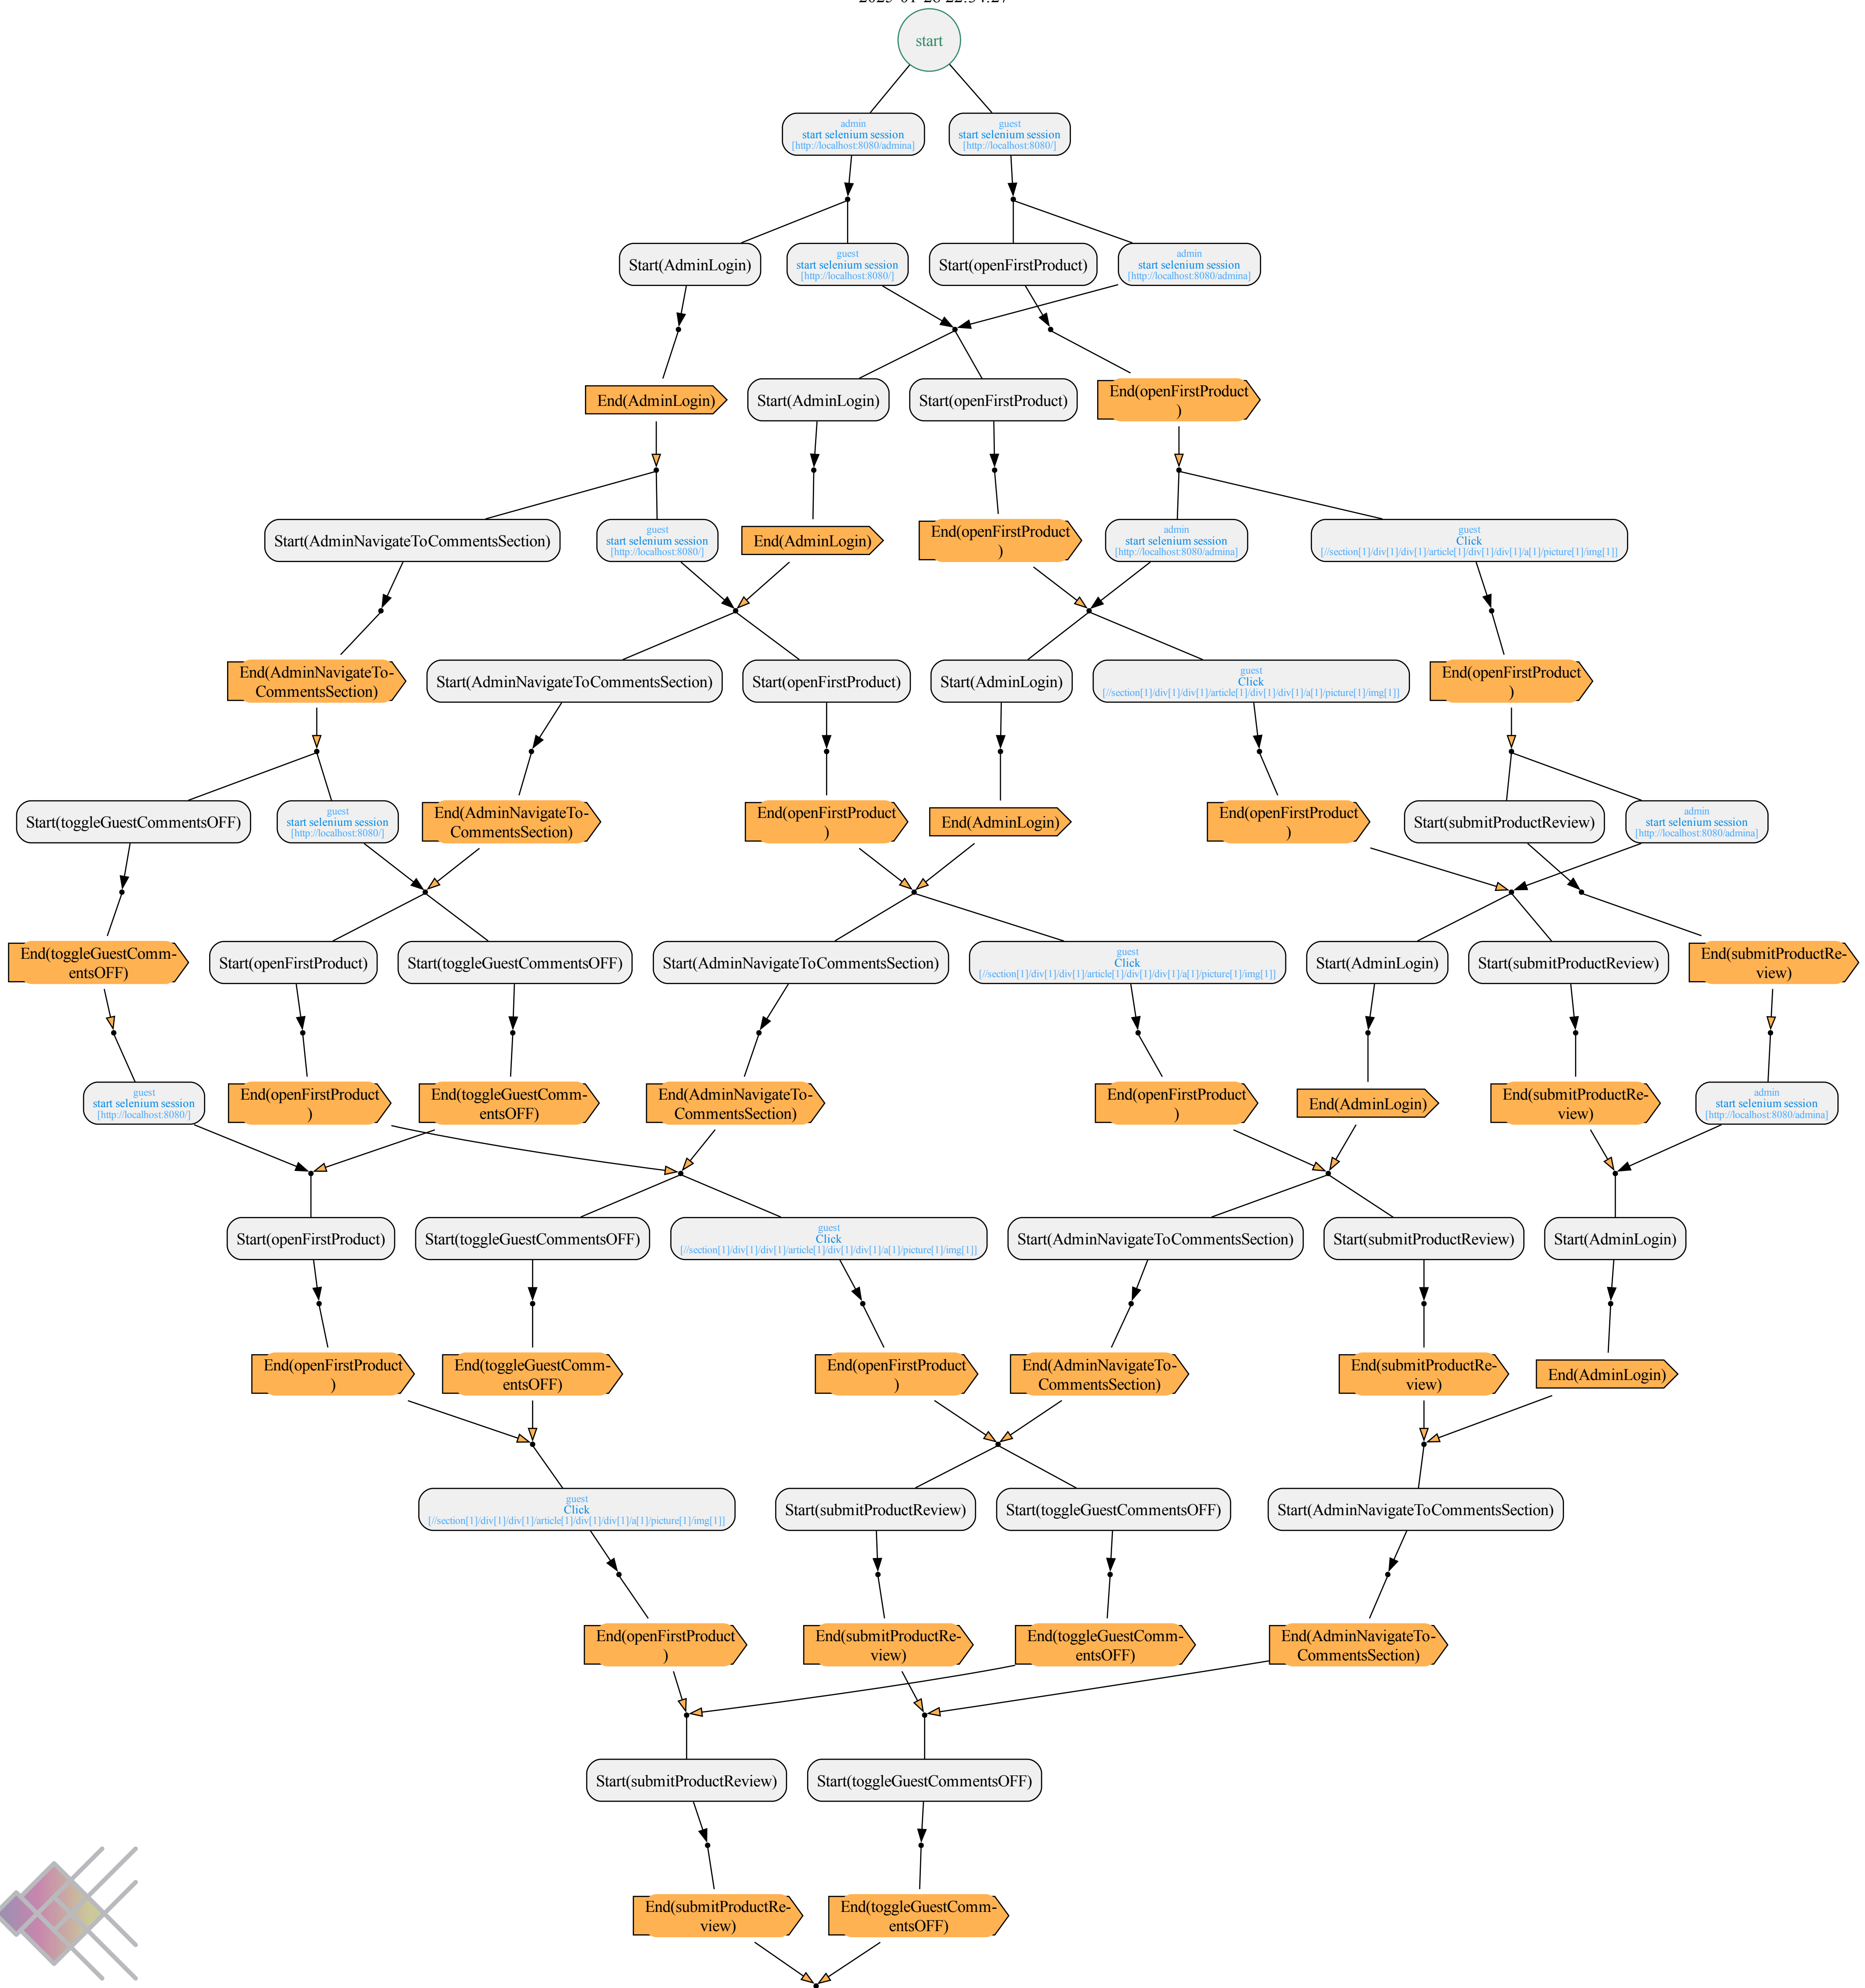 start
admin
start selenium session
[http://localhost:8080/admina]
guest
start selenium session
[http://localhost:8080/]
Start(AdminLogin)
guest
start selenium session
[http://localhost:8080/]
Start(openFirstProduct)
admin
start selenium session
[http://localhost:8080/admina]
End(AdminLogin)
Start(AdminLogin)
Start(openFirstProduct)
End(openFirstProduct
)
Start(AdminNavigateToCommentsSection)
guest
start selenium session
[http://localhost:8080/]
End(AdminLogin)
End(openFirstProduct
)
admin
start selenium session
[http://localhost:8080/admina]
guest
Click
[//section[1]/div[1]/div[1]/article[1]/div[1]/div[1]/a[1]/picture[1]/img[1]]
End(AdminNavigateTo-
CommentsSection)
Start(AdminNavigateToCommentsSection)
Start(openFirstProduct)
Start(AdminLogin)
guest
Click
[//section[1]/div[1]/div[1]/article[1]/div[1]/div[1]/a[1]/picture[1]/img[1]]
End(openFirstProduct
)
Start(toggleGuestCommentsOFF)
guest
start selenium session
[http://localhost:8080/]
End(AdminNavigateTo-
CommentsSection)
End(openFirstProduct
)
End(AdminLogin)
End(openFirstProduct
)
Start(submitProductReview)
admin
start selenium session
[http://localhost:8080/admina]
End(toggleGuestComm-
entsOFF)
Start(openFirstProduct)
Start(toggleGuestCommentsOFF)
Start(AdminNavigateToCommentsSection)
guest
Click
[//section[1]/div[1]/div[1]/article[1]/div[1]/div[1]/a[1]/picture[1]/img[1]]
Start(AdminLogin)
Start(submitProductReview)
End(submitProductRe-
view)
guest
start selenium session
[http://localhost:8080/]
End(openFirstProduct
)
End(toggleGuestComm-
entsOFF)
End(AdminNavigateTo-
CommentsSection)
End(openFirstProduct
)
End(AdminLogin)
End(submitProductRe-
view)
admin
start selenium session
[http://localhost:8080/admina]
Start(openFirstProduct)
Start(toggleGuestCommentsOFF)
guest
Click
[//section[1]/div[1]/div[1]/article[1]/div[1]/div[1]/a[1]/picture[1]/img[1]]
Start(AdminNavigateToCommentsSection)
Start(submitProductReview)
Start(AdminLogin)
End(openFirstProduct
)
End(toggleGuestComm-
entsOFF)
End(openFirstProduct
)
End(AdminNavigateTo-
CommentsSection)
End(submitProductRe-
view)
End(AdminLogin)
guest
Click
[//section[1]/div[1]/div[1]/article[1]/div[1]/div[1]/a[1]/picture[1]/img[1]]
Start(submitProductReview)
Start(toggleGuestCommentsOFF)
Start(AdminNavigateToCommentsSection)
End(openFirstProduct
)
End(submitProductRe-
view)
End(toggleGuestComm-
entsOFF)
End(AdminNavigateTo-
CommentsSection)
Start(submitProductReview)
Start(toggleGuestCommentsOFF)
End(submitProductRe-
view)
End(toggleGuestComm-
entsOFF)